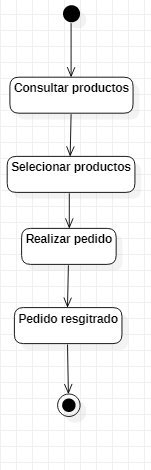 Consultar productos
Selecionar productos
Realizar pedido
Pedido resgitrado